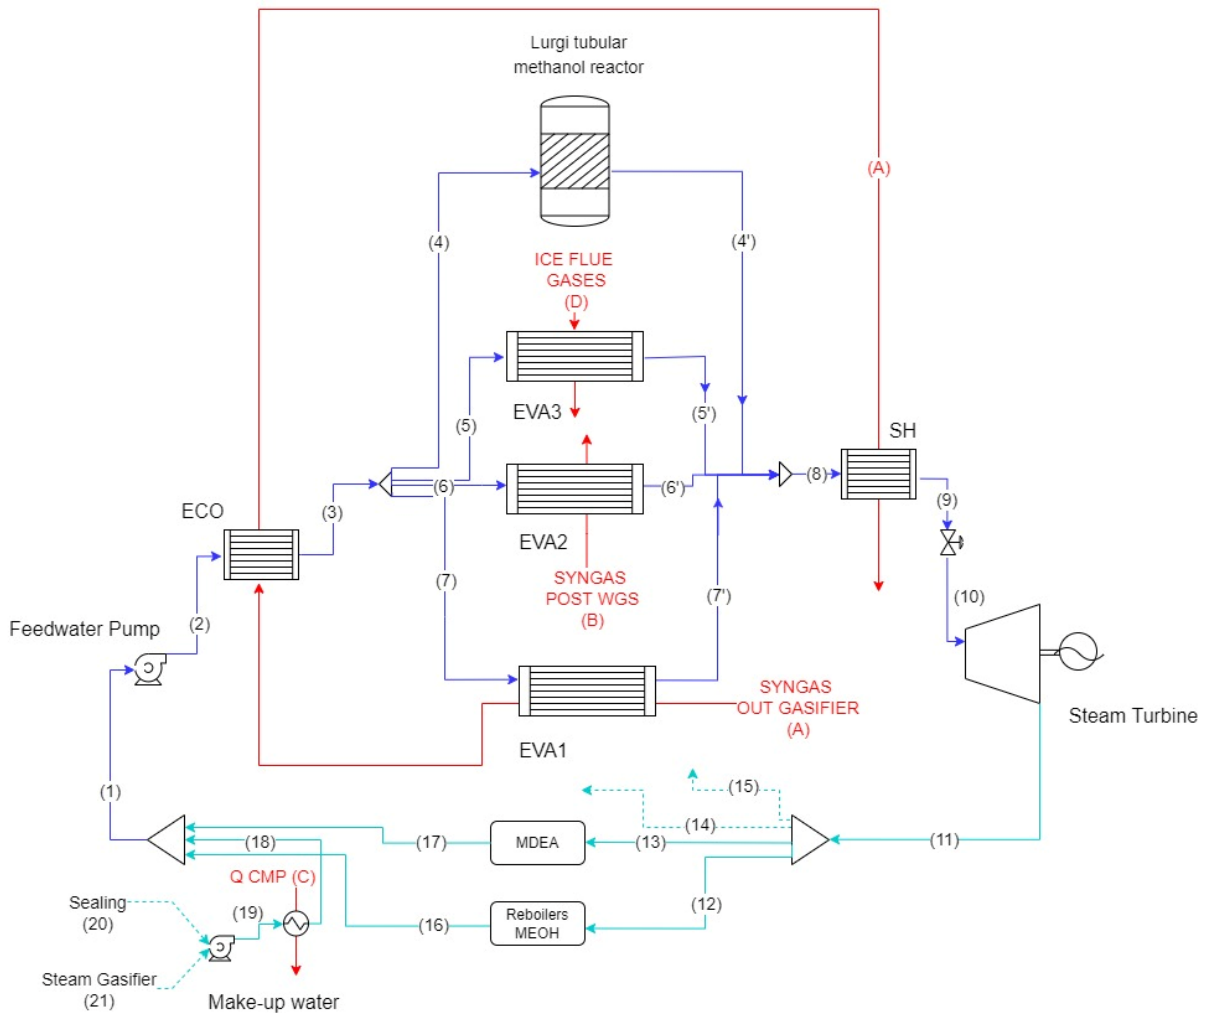 Lurgi tubular
methanol reactor
(A)
(4)
(4')
ICE FLUE
GASES
(D)
EVA3
(5)
(5')
SH
(6)
(6')
(8)
(9)
ECO
(3)
EVA2
(7)
SYNGAS
POST WGS
(B)
(7')
(10)
Feedwater Pump
(2)
SYNGAS
OUT GASIFIER
(A)
Steam Turbine
EVA1
(1)
(15)
(14)
(18)
(17)
MDEA
(13)
(11)
Q CMP (C)
Sealing
(20)
(19)
(16)
Reboilers
MEOH
(12)
Steam Gasifier
(21)
Make-up water